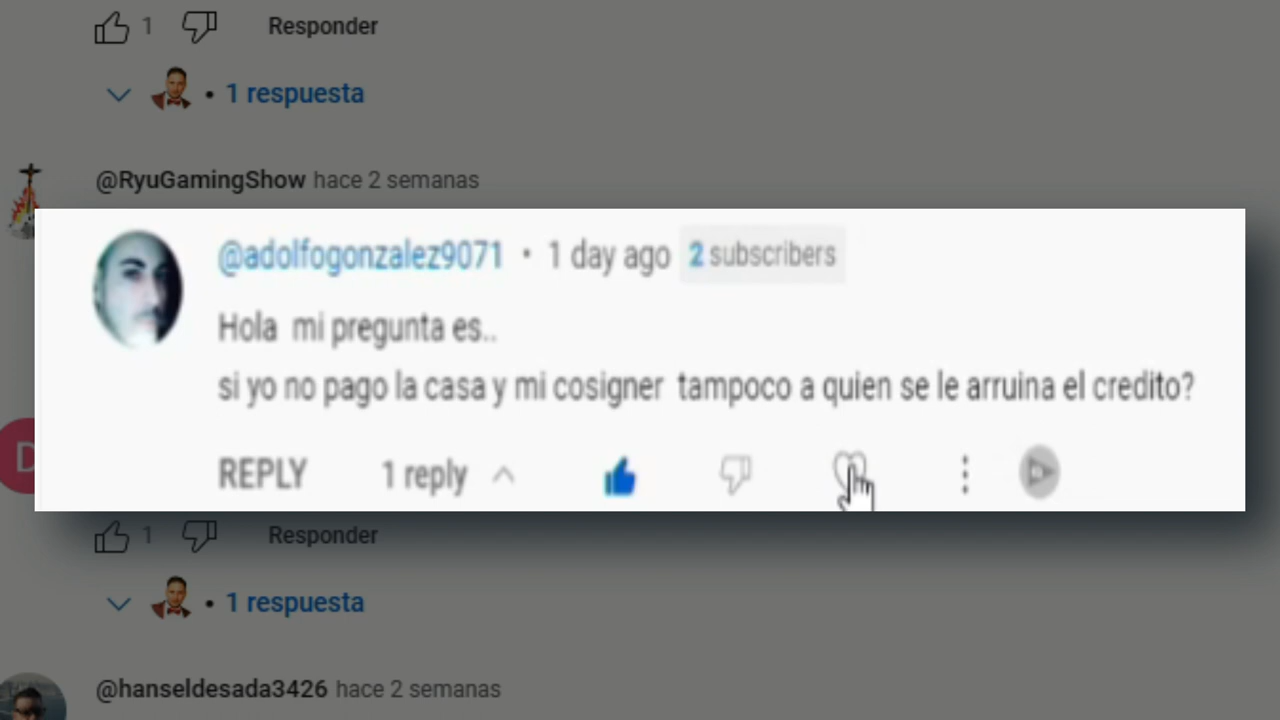 1 Responder
• 1 respuesta
@RyuGamingShow hace 2 semanas
@adolfogonzalez9071 • 1 day ago 2 subscribers
Hola mi pregunta es..
si yo no pago la casa y mi cosigner tampoco a quien se le arruina el credito?
REPLY 1 reply
D
1 Responder
• 1 respuesta
@hanseldesada3426 hace 2 semanas